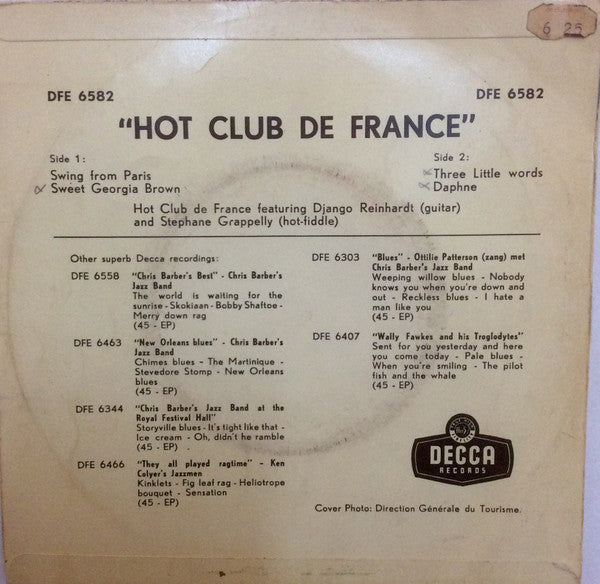 6 25
DFE 6582
DFE 6582
"HOT CLUB DE FRANCE"
Side 1:
Swing from Paris
Sweet Georgia Brown
Side 2:
Three Little words
Daphne
Hot Club de France featuring Django Reinhardt (guitar)
and Stephane Grappelly (hot-fiddle)
Other superb Decca recordings:
DFE 6558 "Chris Barber's Best" - Chris Barber's
Jazz Band
The world is waiting for the
sunrise - Skokiaan - Bobby Shaftoe -
Merry down rag
(45 - EP)
DFE 6463 "New Orleans blues" - Chris Barber's
Jazz Band
Chimes blues - The Martinique -
Stevedore Stomp - New Orleans
blues
(45 - EP)
DFE 6344 "Chris Barber's Jazz Band at the
Royal Festival Hall"
Storyville blues - It's tight like that -
Ice cream - Oh, didn't he ramble
(45 - EP)
DFE 6466 "They all played ragtime" - Ken
Colyer's Jazzmen
Kinklets - Fig leaf rag - Heliotrope
bouquet - Sensation
(45 - EP)
DFE 6303 "Blues" - Ottilie Patterson (zang) met
Chris Barber's Jazz Band
Weeping willow blues - Nobody
knows you when you're down and
out - Reckless blues - I hate a
man like you
(45 - EP)
DFE 6407 "Wally Fawkes and his Troglodytes"
Sent for you yesterday and here
you come today - Pale blues -
When you're smiling - The pilot
fish and the whale
(45 - EP)
DECCA
RECORDS
Cover Photo: Direction Générale du Tourisme.